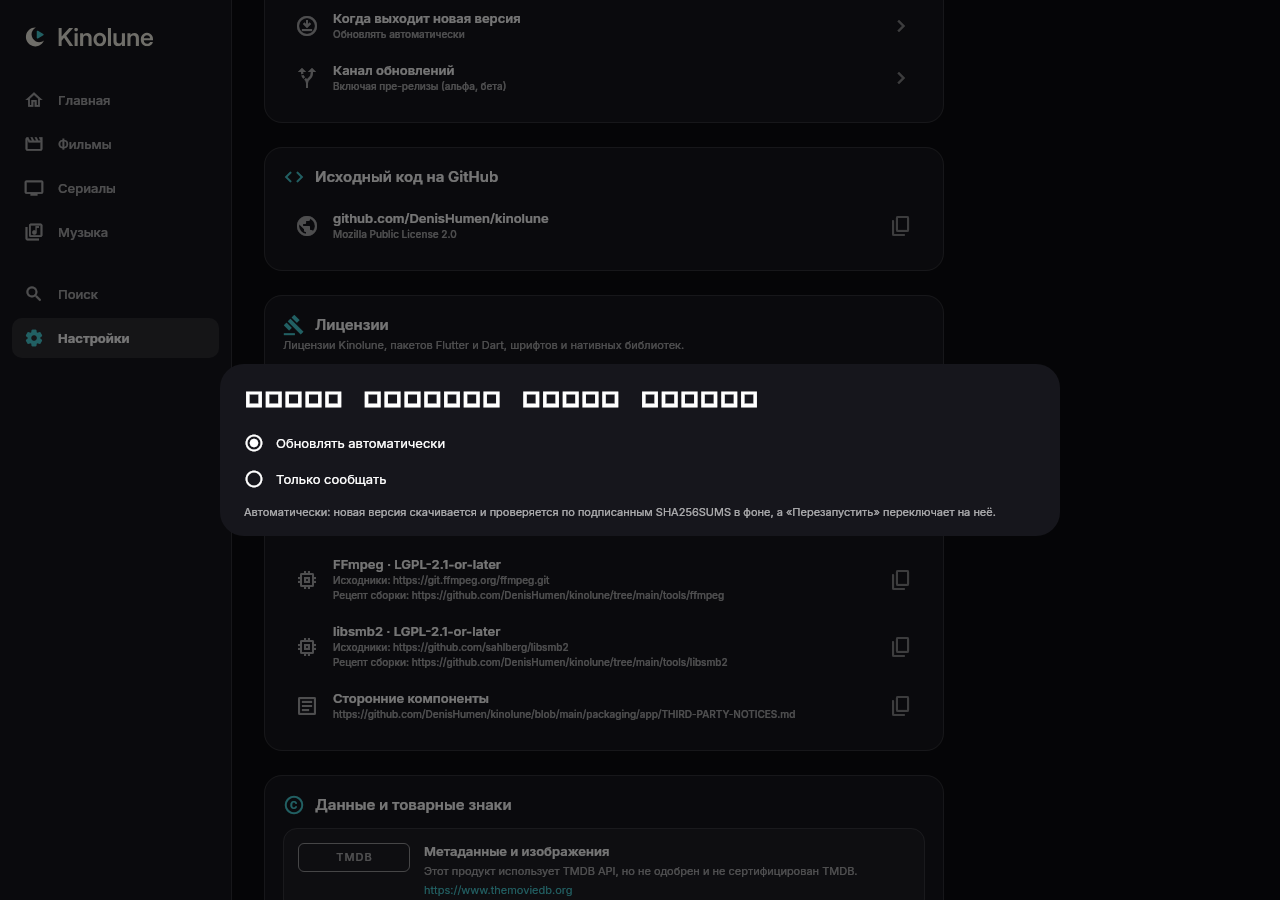 Kinolune
Главная
Фильмы
Сериалы
Музыка
Поиск
Настройки
Когда выходит новая версия
Обновлять автоматически
Канал обновлений
Включая пре-релизы (альфа, бета)
Исходный код на GitHub
github.com/DenisHumen/kinolune
Mozilla Public License 2.0
Лицензии
Лицензии Kinolune, пакетов Flutter и Dart, шрифтов и нативных библиотек.
Обновлять автоматически
Только сообщать
Автоматически: новая версия скачивается и проверяется по подписанным SHA256SUMS в фоне, а «Перезапустить» переключает на неё.
FFmpeg · LGPL-2.1-or-later
Исходники: https://git.ffmpeg.org/ffmpeg.git
Рецепт сборки: https://github.com/DenisHumen/kinolune/tree/main/tools/ffmpeg
libsmb2 · LGPL-2.1-or-later
Исходники: https://github.com/sahlberg/libsmb2
Рецепт сборки: https://github.com/DenisHumen/kinolune/tree/main/tools/libsmb2
Сторонние компоненты
https://github.com/DenisHumen/kinolune/blob/main/packaging/app/THIRD-PARTY-NOTICES.md
Данные и товарные знаки
TMDB
Метаданные и изображения
Этот продукт использует TMDB API, но не одобрен и не сертифицирован TMDB.
https://www.themoviedb.org